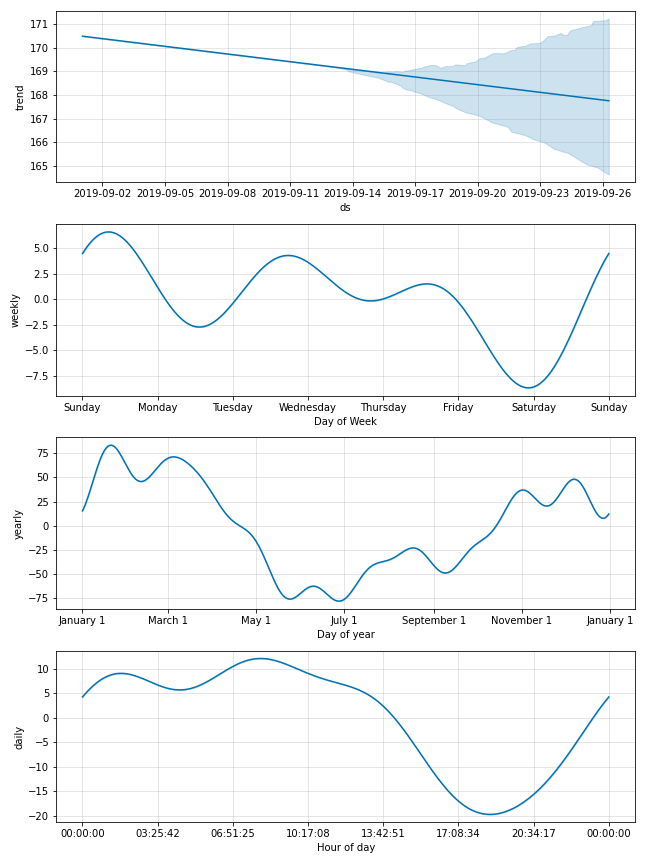 171
170
169
168
167
166
165
trend
2019-09-02 2019-09-05 2019-09-08 2019-09-11 2019-09-14 2019-09-17 2019-09-20 2019-09-23 2019-09-26
ds
5.0
2.5
0.0
−2.5
−5.0
−7.5
weekly
Sunday Monday Tuesday Wednesday Thursday Friday Saturday Sunday
Day of Week
75
50
25
0
−25
−50
−75
yearly
January 1 March 1 May 1 July 1 September 1 November 1 January 1
Day of year
10
5
0
−5
−10
−15
−20
daily
00:00:00 03:25:42 06:51:25 10:17:08 13:42:51 17:08:34 20:34:17 00:00:00
Hour of day